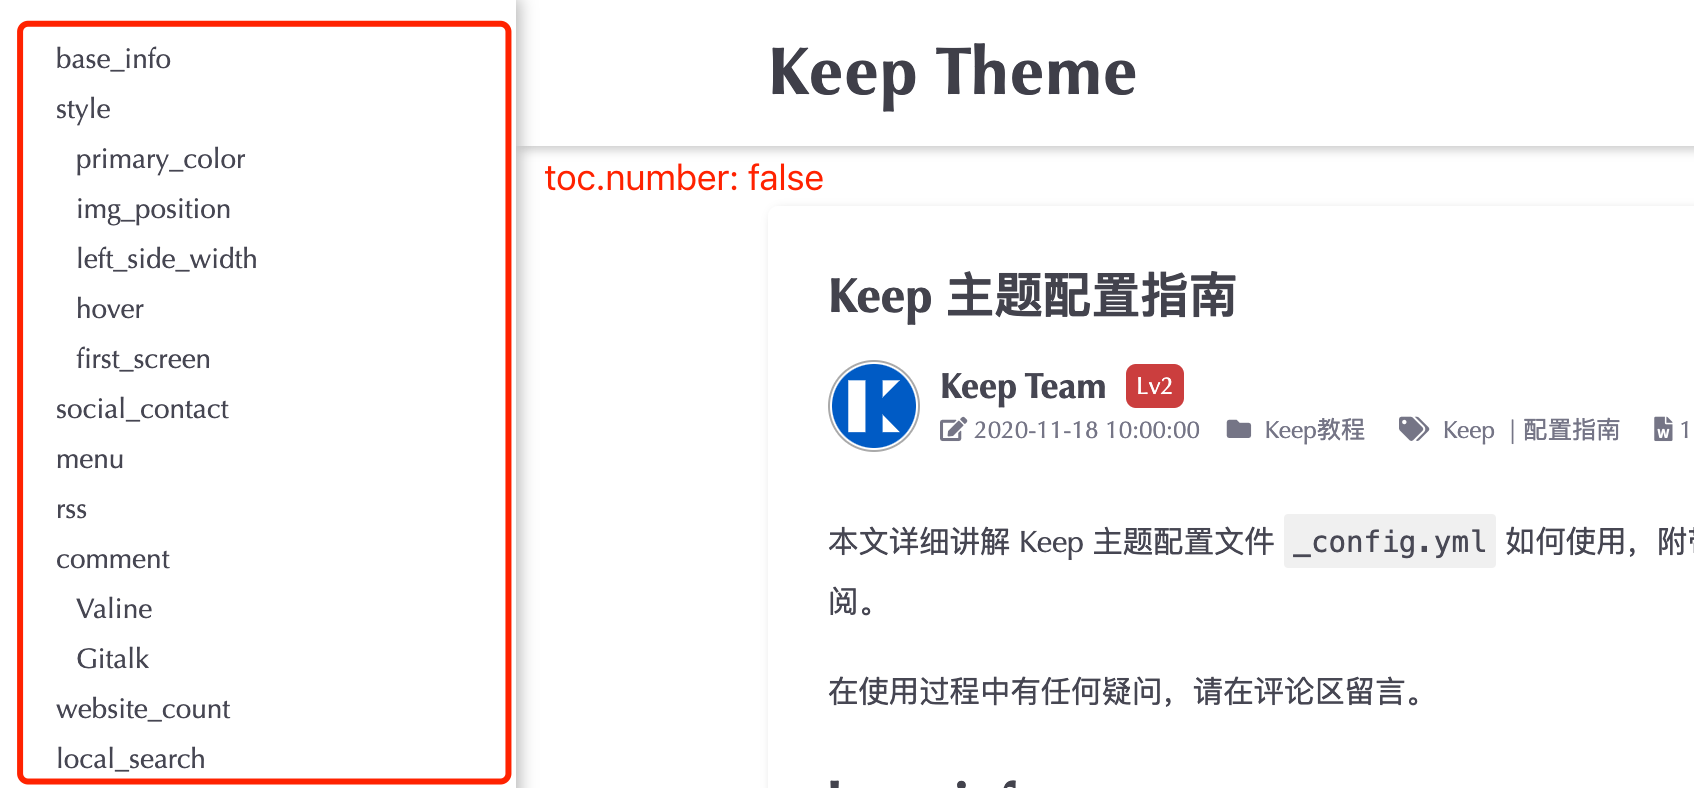 base_info
style
primary_color
img_position
left_side_width
hover
first_screen
social_contact
menu
rss
comment
Valine
Gitalk
website_count
local_search
Keep Theme
toc.number: false
Keep 主题配置指南
Keep Team Lv2
2020-11-18 10:00:00 Keep教程 Keep | 配置指南 1
本文详细讲解 Keep 主题配置文件 _config.yml 如何使用，附
阅。
在使用过程中有任何疑问，请在评论区留言。